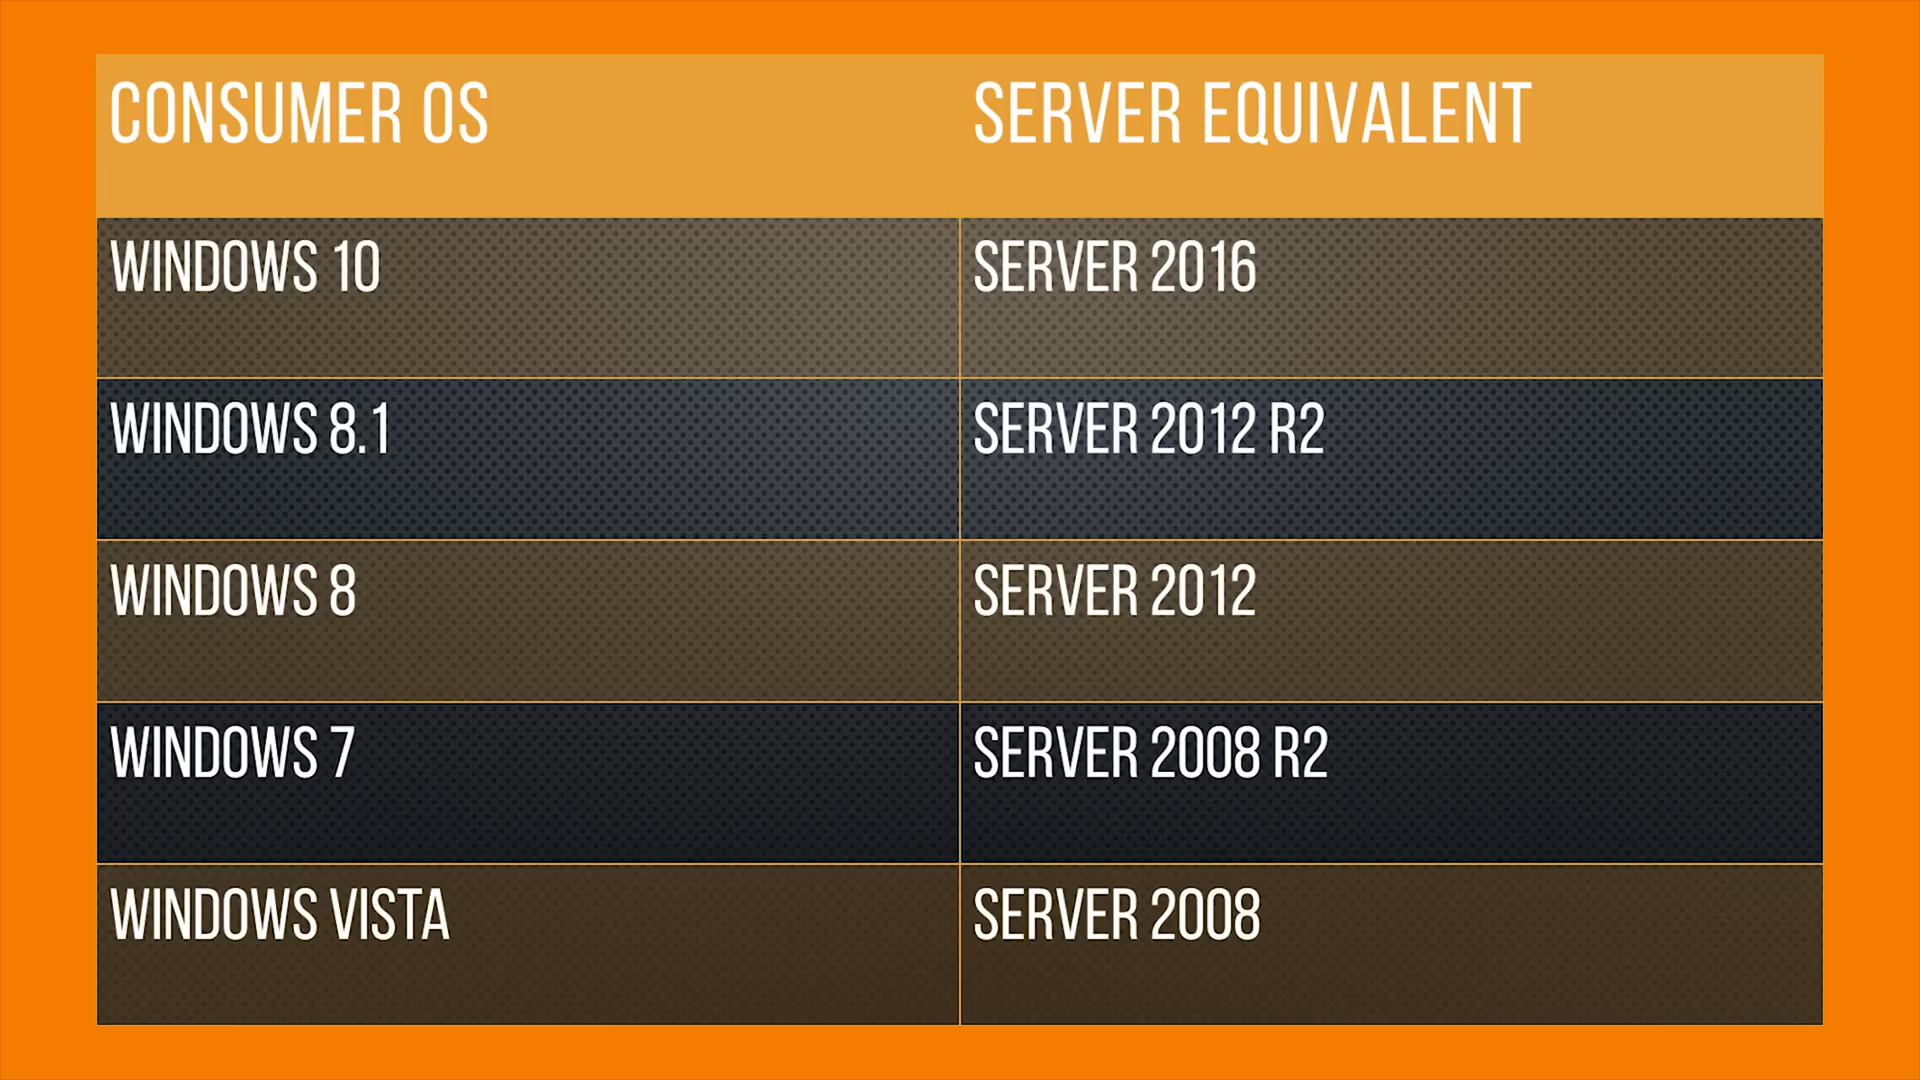 CONSUMER OS
SERVER EQUIVALENT
WINDOWS 10
SERVER 2016
WINDOWS 8.1
SERVER 2012 R2
WINDOWS 8
SERVER 2012
WINDOWS 7
SERVER 2008 R2
WINDOWS VISTA
SERVER 2008